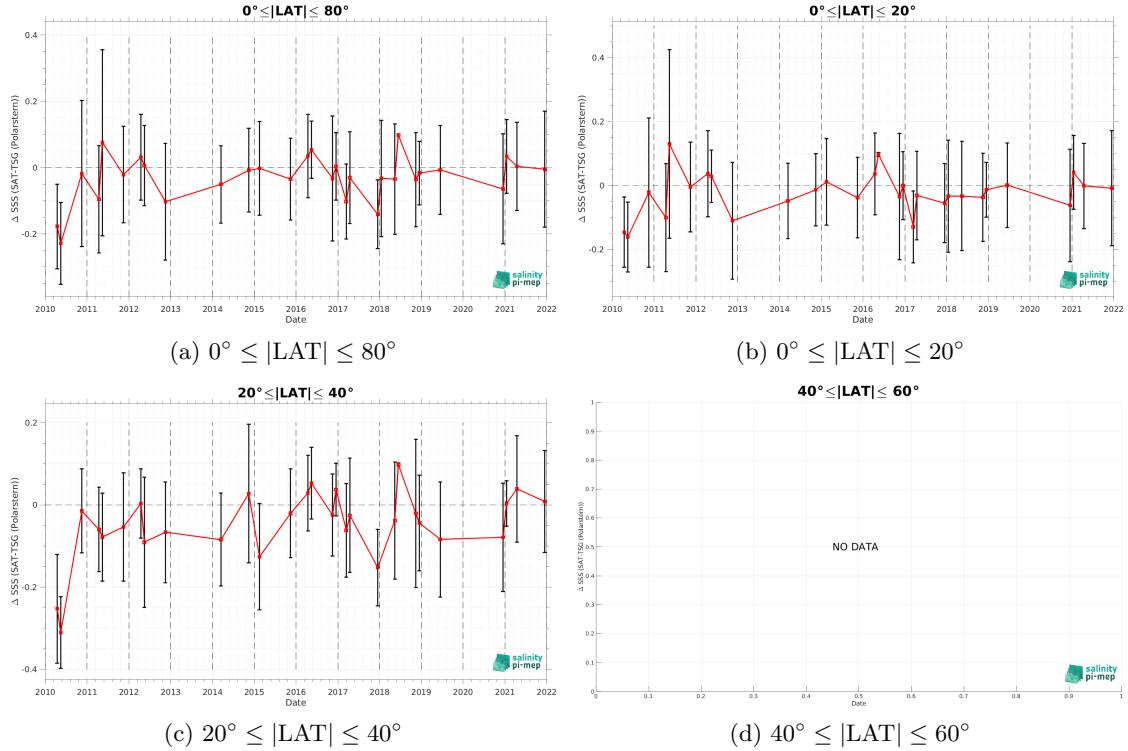 0°≤|LAT|≤ 80°
0.4
0.2
0
-0.2
Δ SSS (SAT-TSG (Polarstern))
2010 2011 2012 2013 2014 2015 2016 2017 2018 2019 2020 2021 2022
Date
salinity
pi-mep
(a) 0° ≤ |LAT| ≤ 80°
0°≤|LAT|≤ 20°
0.4
0.2
0
-0.2
Δ SSS (SAT-TSG (Polarstern))
2010 2011 2012 2013 2014 2015 2016 2017 2018 2019 2020 2021 2022
Date
salinity
pi-mep
(b) 0° ≤ |LAT| ≤ 20°
20°≤|LAT|≤ 40°
0.2
0
-0.2
-0.4
Δ SSS (SAT-TSG (Polarstern))
2010 2011 2012 2013 2014 2015 2016 2017 2018 2019 2020 2021 2022
Date
salinity
pi-mep
(c) 20° ≤ |LAT| ≤ 40°
40°≤|LAT|≤ 60°
1
0.9
0.8
0.7
0.6
0.5
0.4
0.3
0.2
0.1
0
Δ SSS (SAT-TSG (Polarstern))
NO DATA
0 0.1 0.2 0.3 0.4 0.5 0.6 0.7 0.8 0.9 1
Date
salinity
pi-mep
(d) 40° ≤ |LAT| ≤ 60°